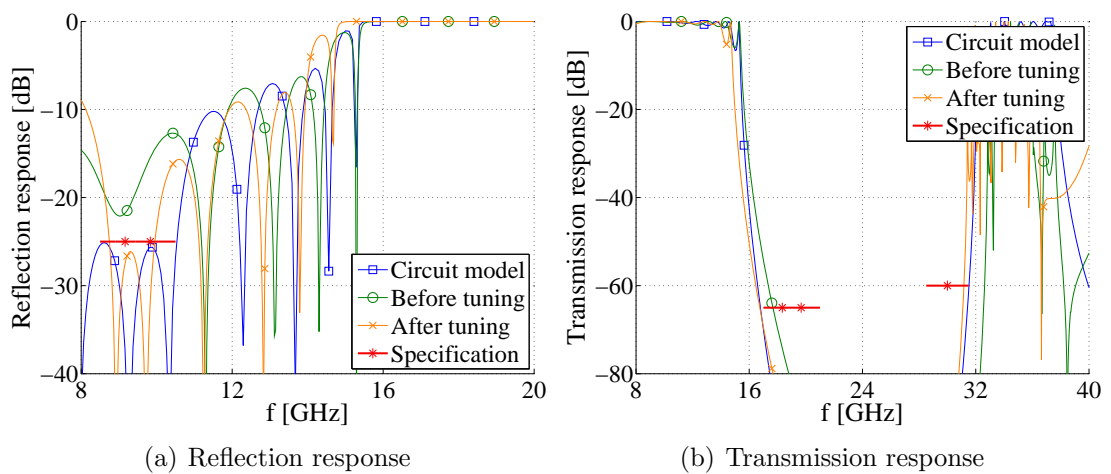 Reflection response [dB]
0
−10
−20
−30
−40
8
12
16
20
f [GHz]
Circuit model
Before tuning
After tuning
Specification
(a) Reflection response
Transmission response [dB]
0
−20
−40
−60
−80
8
16
24
32
40
f [GHz]
Circuit model
Before tuning
After tuning
Specification
(b) Transmission response